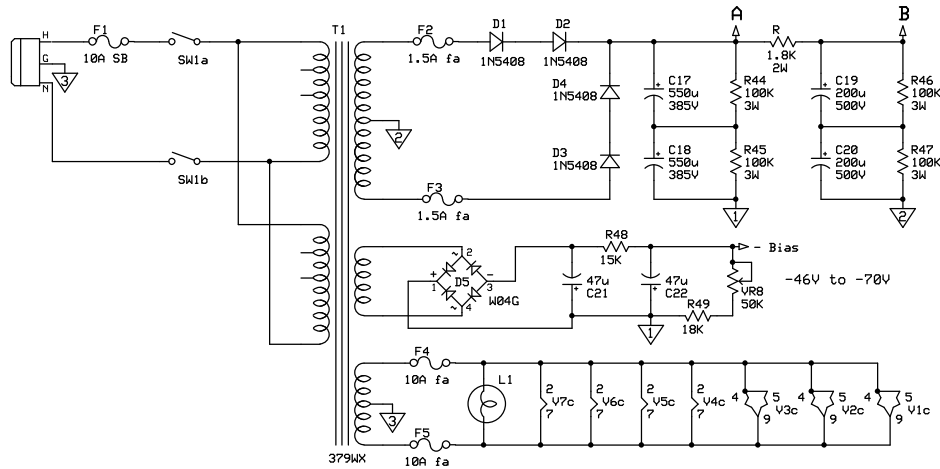 A
B
H
G
N
F1
10A SB
3
SW1a
SW1b
T1
F2
1.5A fa
D1
1N5408
D2
1N5408
D4
1N5408
D3
1N5408
2
F3
1.5A fa
C17
550u
385V
R44
100K
3W
R
1.8K
2W
C19
200u
500V
R46
100K
3W
C18
550u
385V
R45
100K
3W
C20
200u
500V
R47
100K
3W
1
2
~ 2
+
1
D5
-
3
~ 4
W04G
R48
15K
47u
C21
47u
C22
- Bias
VR8
50K
-46V to -70V
R49
18K
1
F4
10A fa
3
F5
10A fa
L1
2
V7c
7
2
V6c
7
2
V5c
7
2
V4c
7
4 5
V3c
9
4 5
V2c
9
4 5
V1c
9
379WX